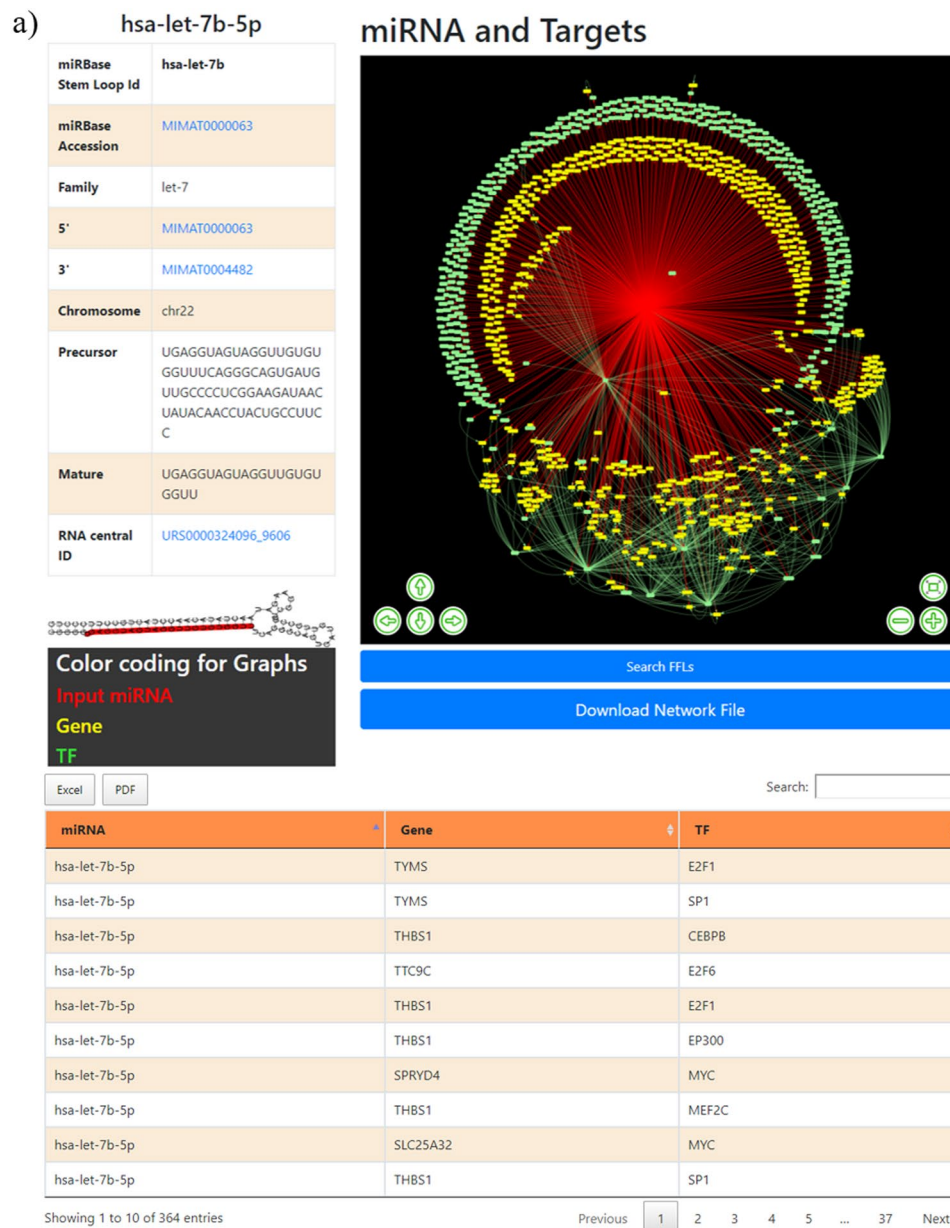 a)
hsa-let-7b-5p
miRBase Stem Loop Id hsa-let-7b
miRBase Accession MIMAT0000063
Family let-7
5' MIMAT0000063
3' MIMAT0004482
Chromosome chr22
Precursor UGAGGUAGUAGGUUGUGU
GGUUUCAGGGCAGUGAUG
UUGCCCCUCGGAAGAUAAC
UAUACAACCUACUGCCUUC
C
Mature UGAGGUAGUAGGUUGUGU
GGUU
RNA central ID URS0000324096_9606
miRNA and Targets
Color coding for Graphs
Input miRNA
Gene
TF
Search FFLs
Download Network File
Excel PDF Search:
miRNA Gene TF
hsa-let-7b-5p TYMS E2F1
hsa-let-7b-5p TYMS SP1
hsa-let-7b-5p THBS1 CEBPB
hsa-let-7b-5p TTC9C E2F6
hsa-let-7b-5p THBS1 E2F1
hsa-let-7b-5p THBS1 EP300
hsa-let-7b-5p SPRYD4 MYC
hsa-let-7b-5p THBS1 MEF2C
hsa-let-7b-5p SLC25A32 MYC
hsa-let-7b-5p THBS1 SP1
Showing 1 to 10 of 364 entries Previous 1 2 3 4 5 ... 37 Next